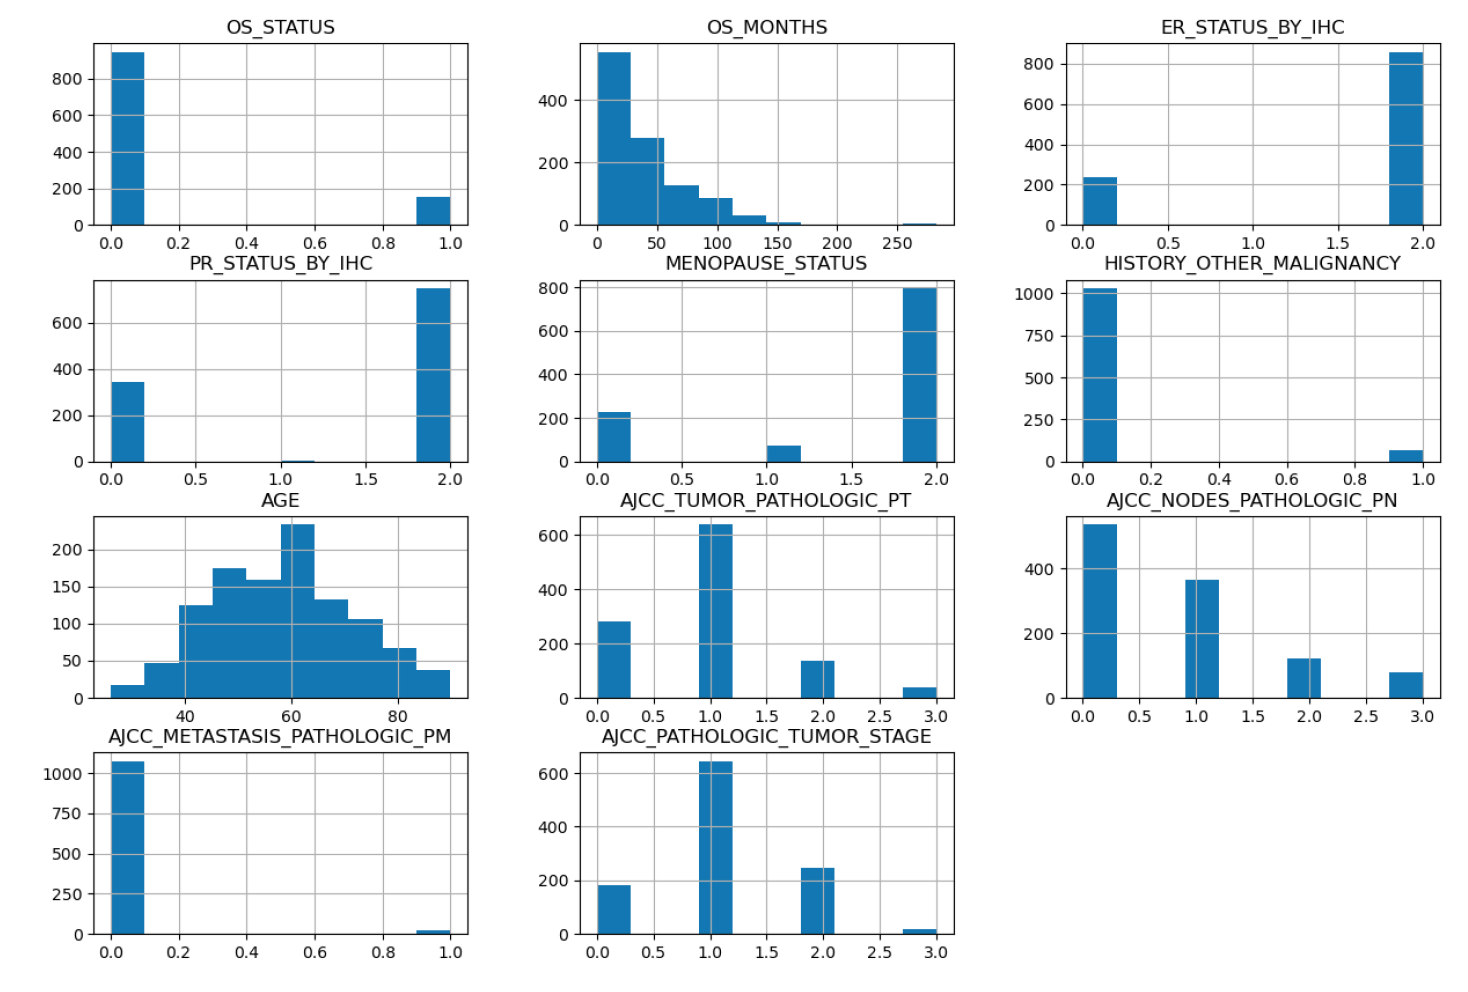 OS_STATUS
800
600
400
200
0
0.0 0.2 0.4 0.6 0.8 1.0
OS_MONTHS
400
200
0
0 50 100 150 200 250
ER_STATUS_BY_IHC
800
600
400
200
0
0.0 0.5 1.0 1.5 2.0
PR_STATUS_BY_IHC
600
400
200
0
0.0 0.5 1.0 1.5 2.0
MENOPAUSE_STATUS
800
600
400
200
0
0.0 0.5 1.0 1.5 2.0
HISTORY_OTHER_MALIGNANCY
1000
750
500
250
0
0.0 0.2 0.4 0.6 0.8 1.0
AGE
200
150
100
50
0
40 60 80
AJCC_TUMOR_PATHOLOGIC_PT
600
400
200
0
0.0 0.5 1.0 1.5 2.0 2.5 3.0
AJCC_NODES_PATHOLOGIC_PN
400
200
0
0.0 0.5 1.0 1.5 2.0 2.5 3.0
AJCC_METASTASIS_PATHOLOGIC_PM
1000
750
500
250
0
0.0 0.2 0.4 0.6 0.8 1.0
AJCC_PATHOLOGIC_TUMOR_STAGE
600
400
200
0
0.0 0.5 1.0 1.5 2.0 2.5 3.0